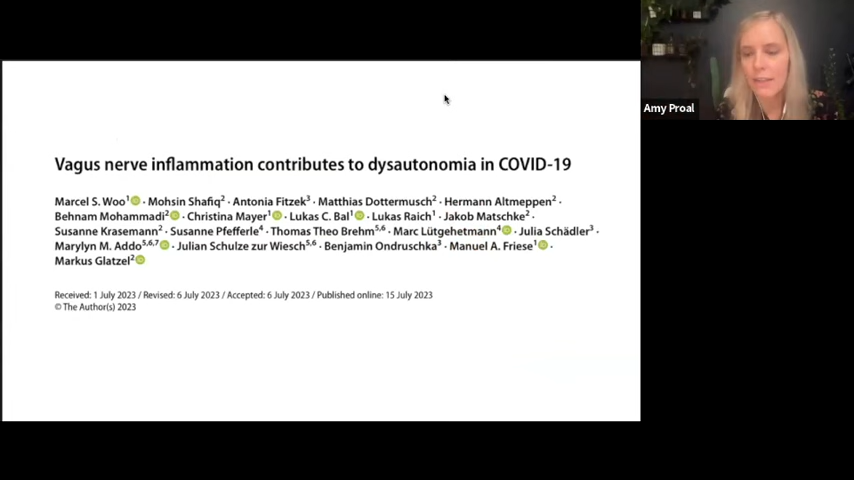 Vagus nerve inflammation contributes to dysautonomia in COVID-19
Marcel S. Woo1 · Mohsin Shafiq2 · Antonia Fitzek3 · Matthias Dottermusch2 · Hermann Altmeppen2 ·
Behnam Mohammadi2 · Christina Mayer1 · Lukas C. Bal1 · Lukas Raich1 · Jakob Matschke2 ·
Susanne Krasemann2 · Susanne Pfefferle4 · Thomas Theo Brehm5,6 · Marc Lütgehetmann4 · Julia Schädler3 ·
Marylyn M. Addo5,6,7 · Julian Schulze zur Wiesch5,6 · Benjamin Ondruschka3 · Manuel A. Friese1 ·
Markus Glatzel2
Received: 1 July 2023 / Revised: 6 July 2023 / Accepted: 6 July 2023 / Published online: 15 July 2023
© The Author(s) 2023
Amy Proal